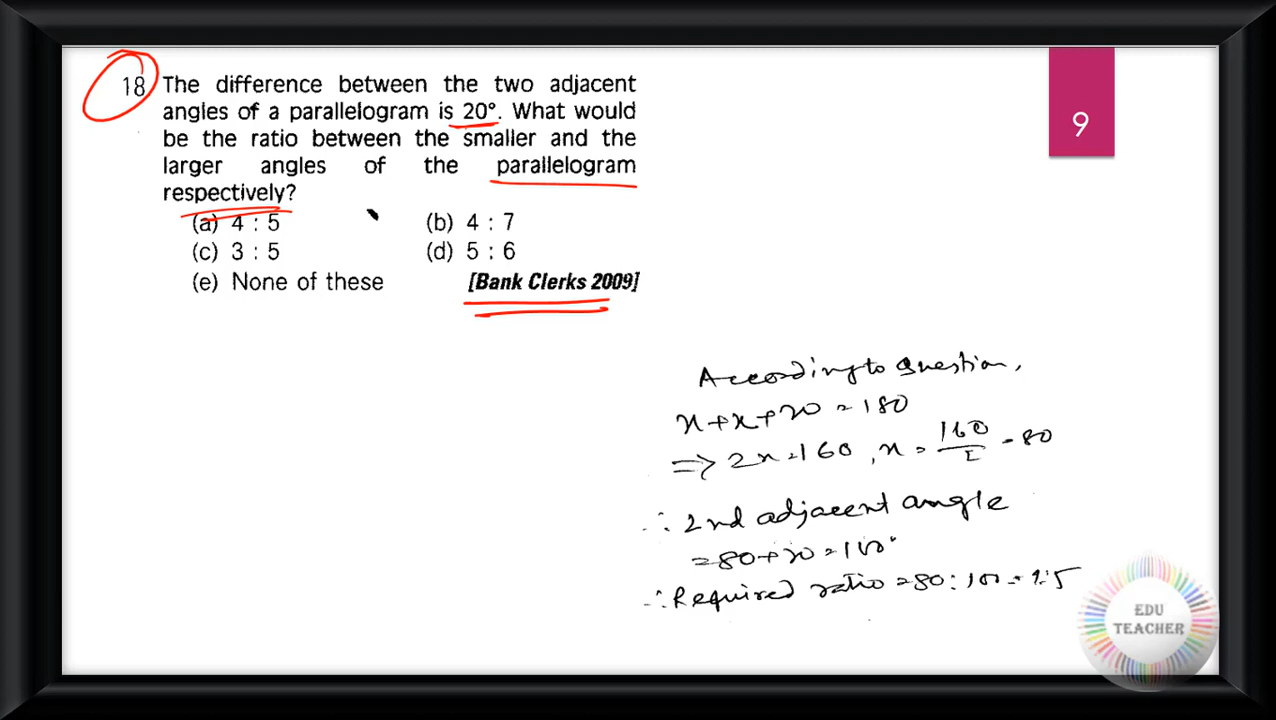 9
18 The difference between the two adjacent
angles of a parallelogram is 20°. What would
be the ratio between the smaller and the
larger angles of the parallelogram
respectively?
(a) 4 : 5 (b) 4 : 7
(c) 3 : 5 (d) 5 : 6
(e) None of these [Bank Clerks 2009]
According to question,
x+x+20 = 180
⇒ 2x=160, x = 160/2 = 80
∴ 2nd adjacent angle
= 80+20 = 100°
∴ Required ratio = 80:100 = 4:5
EDU
TEACHER